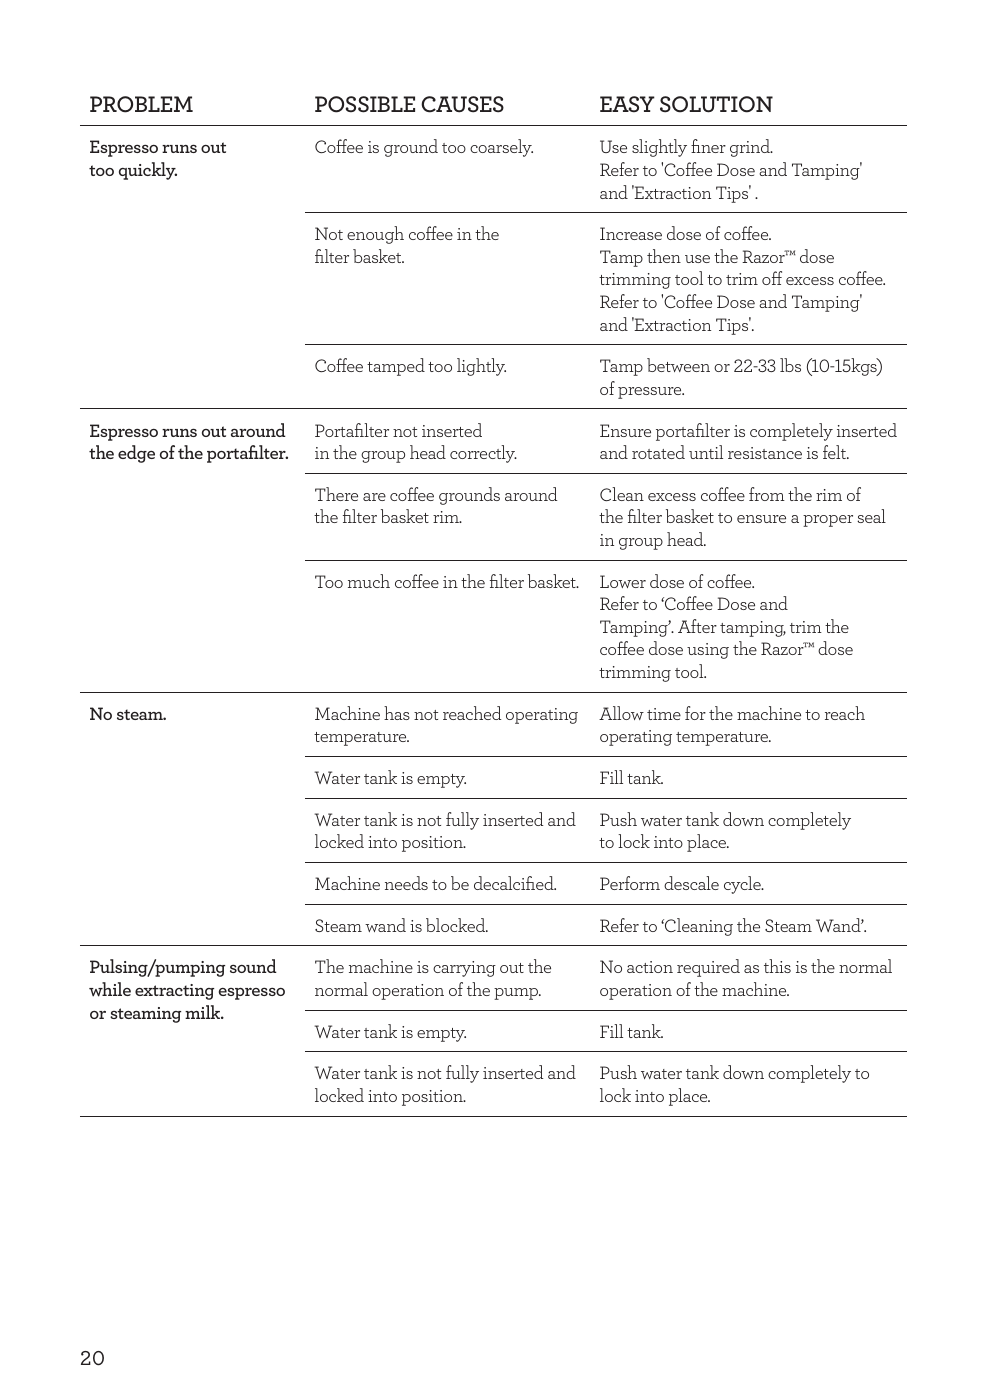 PROBLEM POSSIBLE CAUSES EASY SOLUTION
Espresso runs out
too quickly.
Coffee is ground too coarsely.
Use slightly finer grind.
Refer to 'Coffee Dose and Tamping'
and 'Extraction Tips' .
Not enough coffee in the
filter basket.
Increase dose of coffee.
Tamp then use the Razor™ dose
trimming tool to trim off excess coffee.
Refer to 'Coffee Dose and Tamping'
and 'Extraction Tips'.
Coffee tamped too lightly.
Tamp between or 22-33 lbs (10-15kgs)
of pressure.
Espresso runs out around
the edge of the portafilter.
Portafilter not inserted
in the group head correctly.
Ensure portafilter is completely inserted
and rotated until resistance is felt.
There are coffee grounds around
the filter basket rim.
Clean excess coffee from the rim of
the filter basket to ensure a proper seal
in group head.
Too much coffee in the filter basket.
Lower dose of coffee.
Refer to ‘Coffee Dose and
Tamping’. After tamping, trim the
coffee dose using the Razor™ dose
trimming tool.
No steam.
Machine has not reached operating
temperature.
Allow time for the machine to reach
operating temperature.
Water tank is empty.
Fill tank.
Water tank is not fully inserted and
locked into position.
Push water tank down completely
to lock into place.
Machine needs to be decalcified.
Perform descale cycle.
Steam wand is blocked.
Refer to ‘Cleaning the Steam Wand’.
Pulsing/pumping sound
while extracting espresso
or steaming milk.
The machine is carrying out the
normal operation of the pump.
No action required as this is the normal
operation of the machine.
Water tank is empty.
Fill tank.
Water tank is not fully inserted and
locked into position.
Push water tank down completely to
lock into place.
20